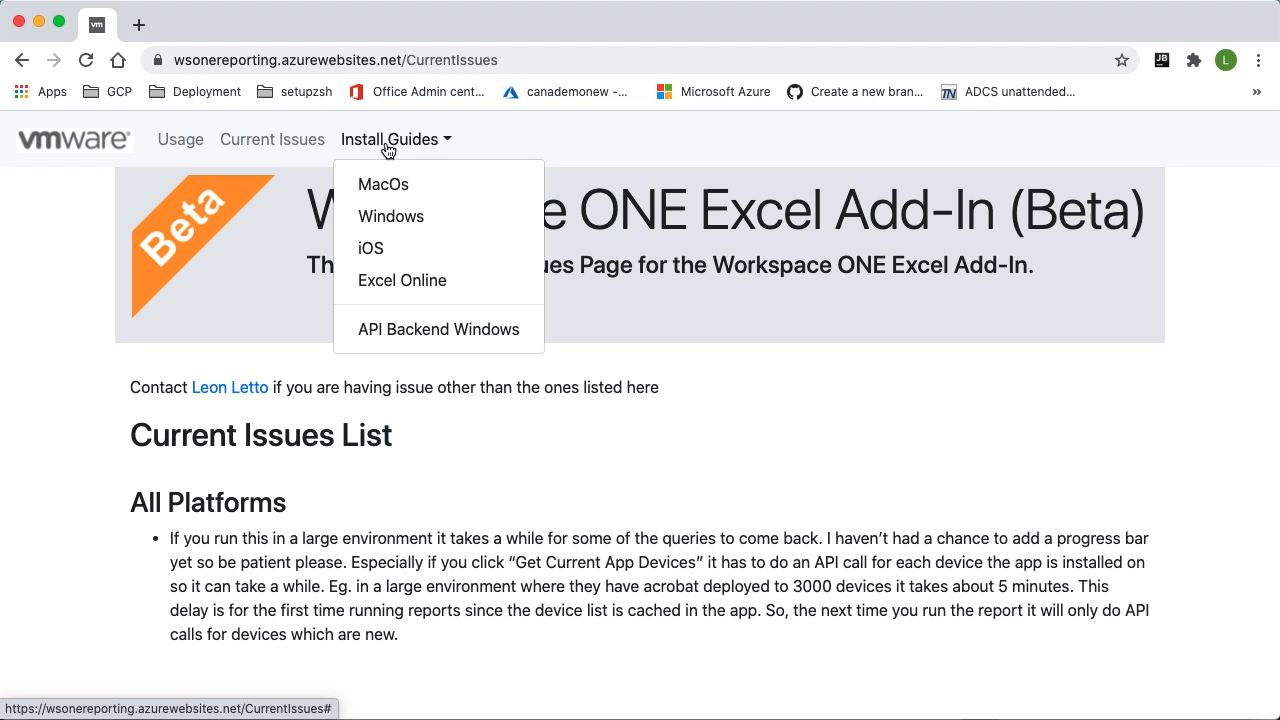 vm
wsonereporting.azurewebsites.net/CurrentIssues
JB
L
Apps
GCP
Deployment
setupzsh
Office Admin cent...
canademonew -...
Microsoft Azure
Create a new bran...
ADCS unattended...
»
vmware®
Usage
Current Issues
Install Guides
MacOs
Windows
iOS
Excel Online
API Backend Windows
Beta
e ONE Excel Add-In (Beta)
Th
ues Page for the Workspace ONE Excel Add-In.
Contact Leon Letto if you are having issue other than the ones listed here
Current Issues List
All Platforms
• If you run this in a large environment it takes a while for some of the queries to come back. I haven’t had a chance to add a progress bar
yet so be patient please. Especially if you click “Get Current App Devices” it has to do an API call for each device the app is installed on
so it can take a while. Eg. in a large environment where they have acrobat deployed to 3000 devices it takes about 5 minutes. This
delay is for the first time running reports since the device list is cached in the app. So, the next time you run the report it will only do API
calls for devices which are new.
https://wsonereporting.azurewebsites.net/CurrentIssues#